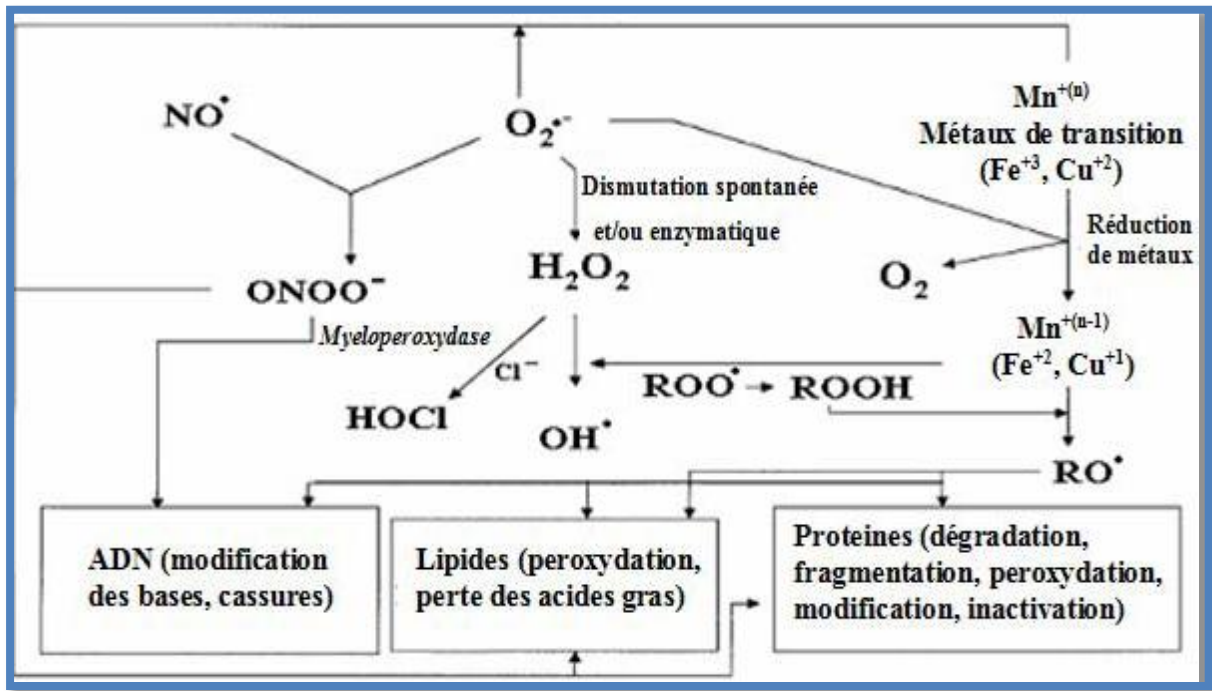 NO•
O₂•⁻
Mn⁺⁽ⁿ⁾
Métaux de transition
(Fe⁺³, Cu⁺²)
Dismutation spontanée
et/ou enzymatique
Réduction
de métaux
ONOO⁻
H₂O₂
O₂
Myeloperoxydase
Mn⁺⁽ⁿ⁻¹⁾
(Fe⁺², Cu⁺¹)
Cl⁻
ROO•
ROOH
HOCl
OH•
RO•
ADN (modification
des bases, cassures)
Lipides (peroxydation,
perte des acides gras)
Proteines (dégradation,
fragmentation, peroxydation,
modification, inactivation)